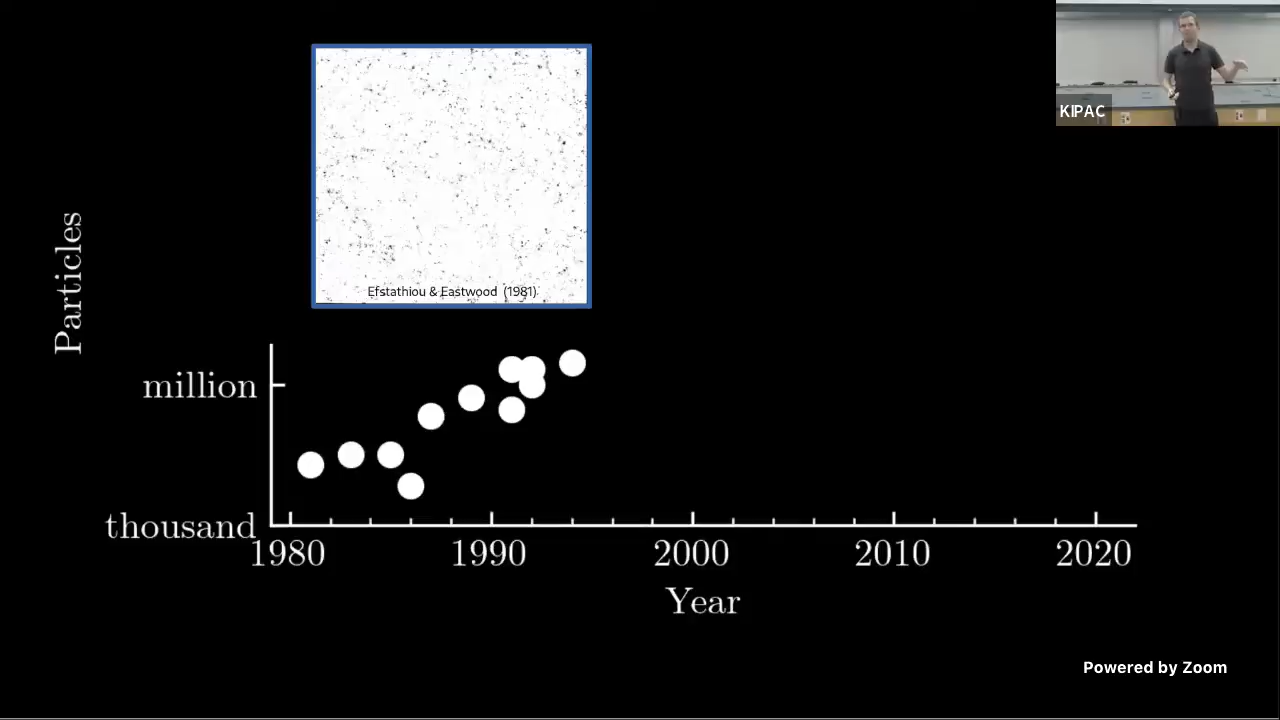 KIPAC
Efstathiou & Eastwood (1981)
Particles
million
thousand
1980 1990 2000 2010 2020
Year
Powered by Zoom